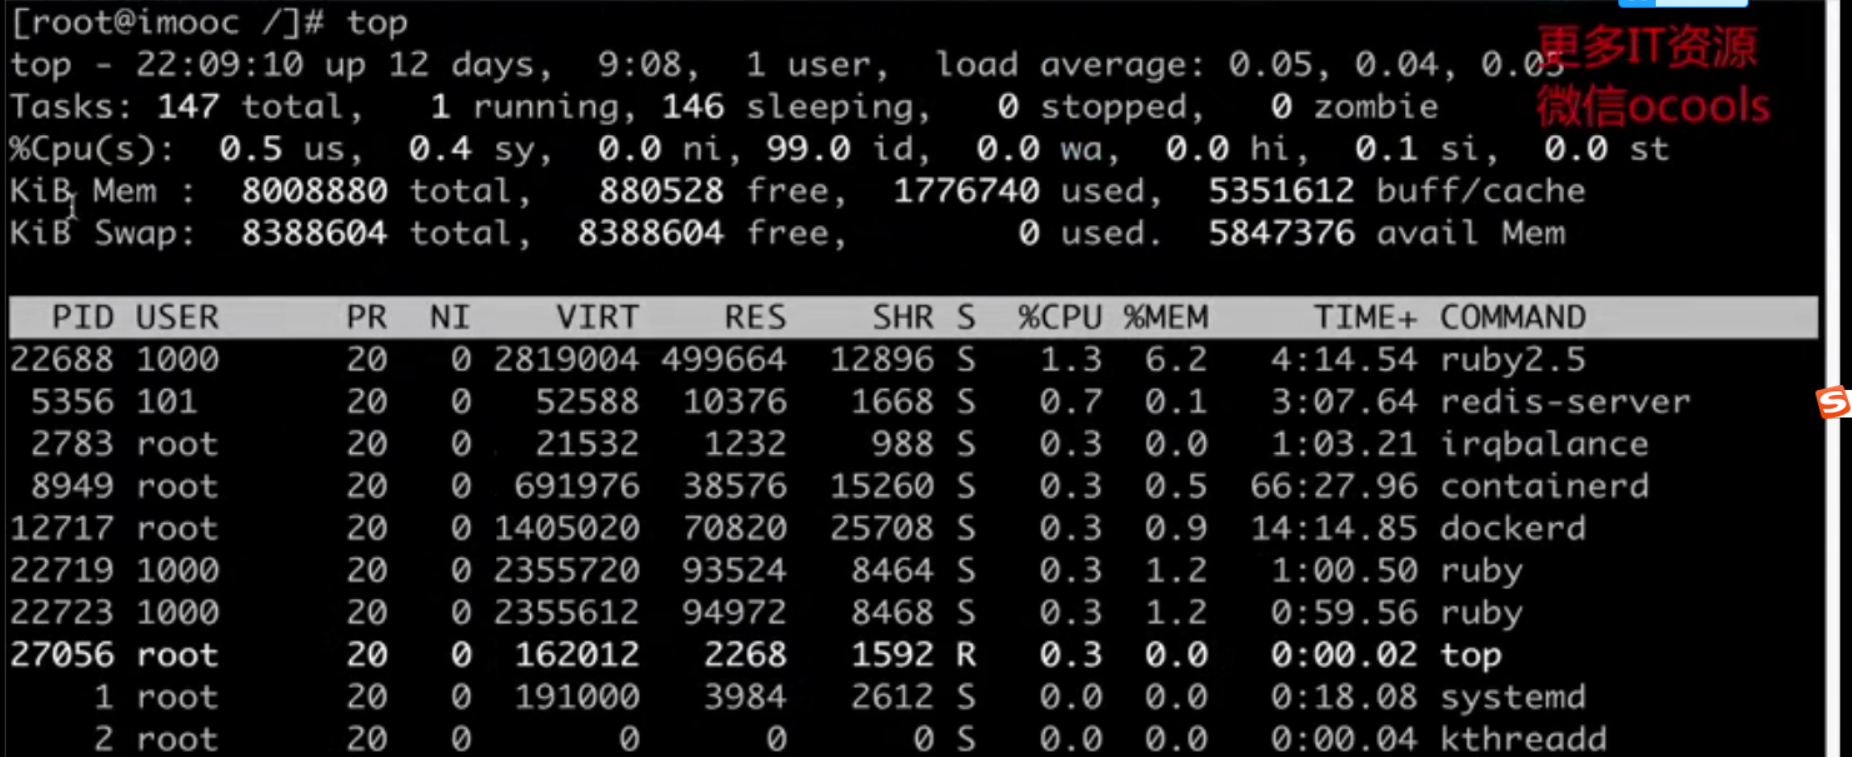 [root@imooc /]# top
top - 22:09:10 up 12 days,  9:08,  1 user,  load average: 0.05, 0.04, 0.05
更多IT资源
Tasks: 147 total,   1 running, 146 sleeping,   0 stopped,   0 zombie
微信ocools
%Cpu(s):  0.5 us,  0.4 sy,  0.0 ni, 99.0 id,  0.0 wa,  0.0 hi,  0.1 si,  0.0 st
KiB Mem :  8008880 total,   880528 free,  1776740 used,  5351612 buff/cache
KiB Swap:  8388604 total,  8388604 free,        0 used.  5847376 avail Mem
  PID USER      PR  NI    VIRT    RES    SHR S  %CPU %MEM     TIME+ COMMAND
22688 1000      20   0 2819004 499664  12896 S   1.3  6.2   4:14.54 ruby2.5
 5356 101       20   0   52588  10376   1668 S   0.7  0.1   3:07.64 redis-server
 2783 root      20   0   21532   1232    988 S   0.3  0.0   1:03.21 irqbalance
 8949 root      20   0  691976  38576  15260 S   0.3  0.5  66:27.96 containerd
12717 root      20   0 1405020  70820  25708 S   0.3  0.9  14:14.85 dockerd
22719 1000      20   0 2355720  93524   8464 S   0.3  1.2   1:00.50 ruby
22723 1000      20   0 2355612  94972   8468 S   0.3  1.2   0:59.56 ruby
27056 root      20   0  162012   2268   1592 R   0.3  0.0   0:00.02 top
    1 root      20   0  191000   3984   2612 S   0.0  0.0   0:18.08 systemd
    2 root      20   0       0      0      0 S   0.0  0.0   0:00.04 kthreadd